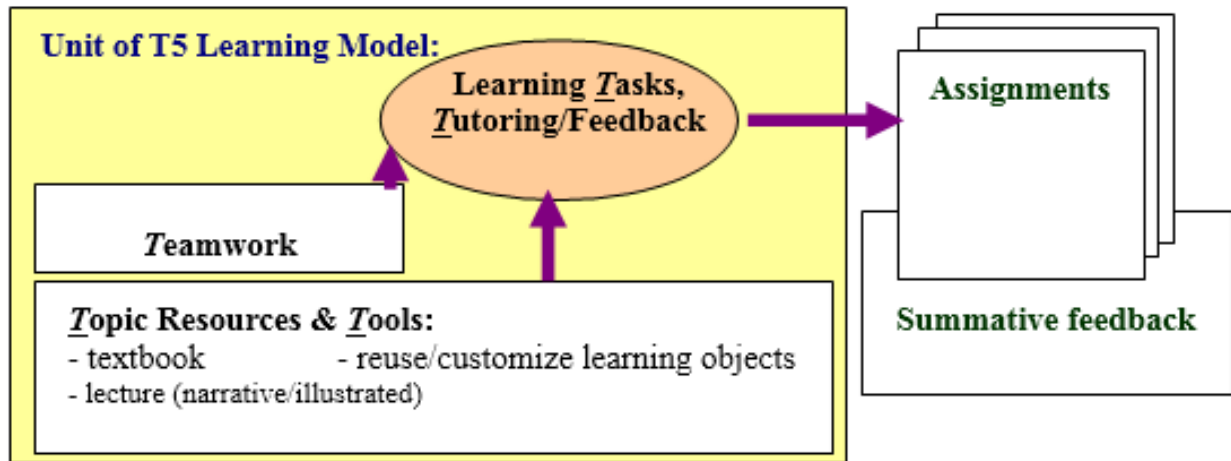 Unit of T5 Learning Model:
Learning Tasks,
Tutoring/Feedback
Teamwork
Topic Resources & Tools:
- textbook - reuse/customize learning objects
- lecture (narrative/illustrated)
Assignments
Summative feedback